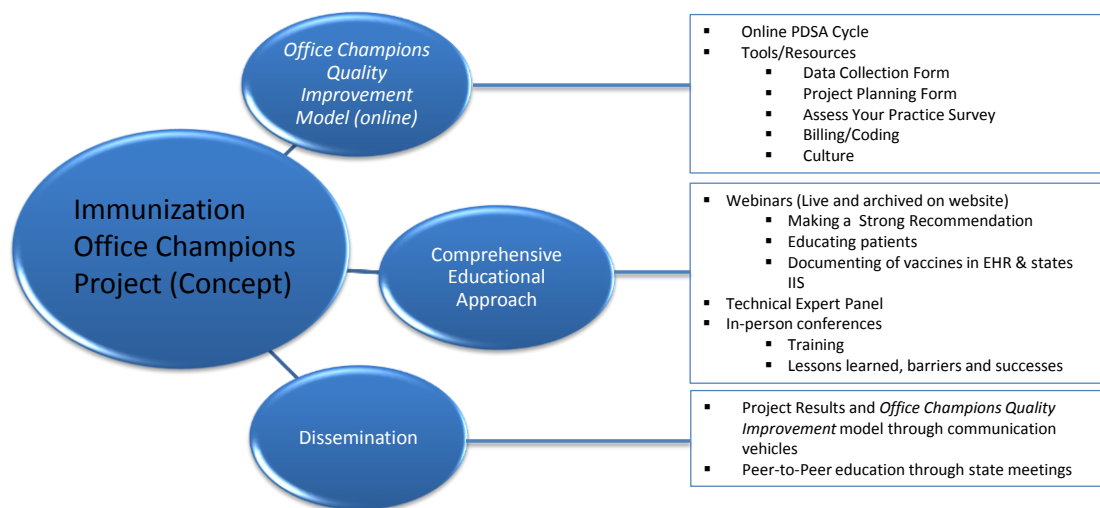 Office Champions
Quality
Improvement
Model (online)
▪ Online PDSA Cycle
▪ Tools/Resources
▪ Data Collection Form
▪ Project Planning Form
▪ Assess Your Practice Survey
▪ Billing/Coding
▪ Culture
Immunization
Office Champions
Project (Concept)
Comprehensive
Educational
Approach
▪ Webinars (Live and archived on website)
▪ Making a Strong Recommendation
▪ Educating patients
▪ Documenting of vaccines in EHR & states
IIS
▪ Technical Expert Panel
▪ In-person conferences
▪ Training
▪ Lessons learned, barriers and successes
Dissemination
▪ Project Results and Office Champions Quality
Improvement model through communication
vehicles
▪ Peer-to-Peer education through state meetings